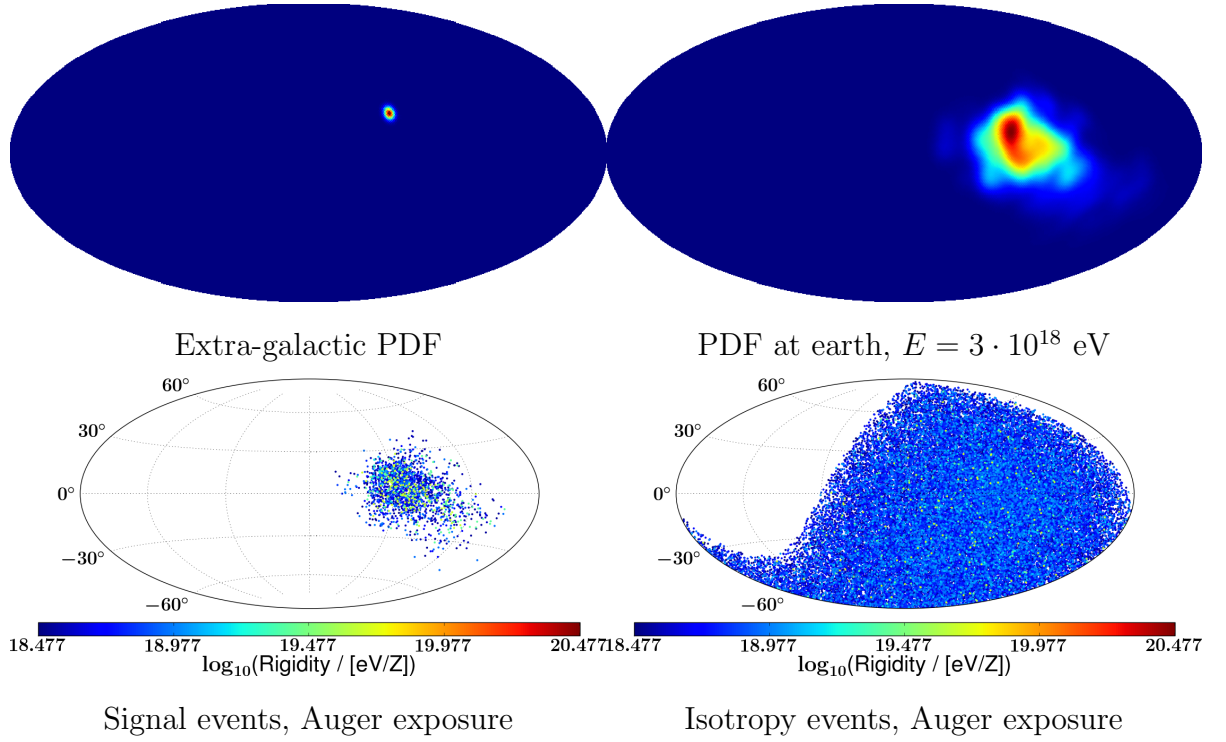 Extra-galactic PDF
PDF at earth, E = 3 · 10^18 eV
60°
30°
0°
−30°
−60°
18.477 18.977 19.477 19.977 20.477
log10(Rigidity / [eV/Z])
60°
30°
0°
−30°
−60°
18.477 18.977 19.477 19.977 20.477
log10(Rigidity / [eV/Z])
Signal events, Auger exposure
Isotropy events, Auger exposure